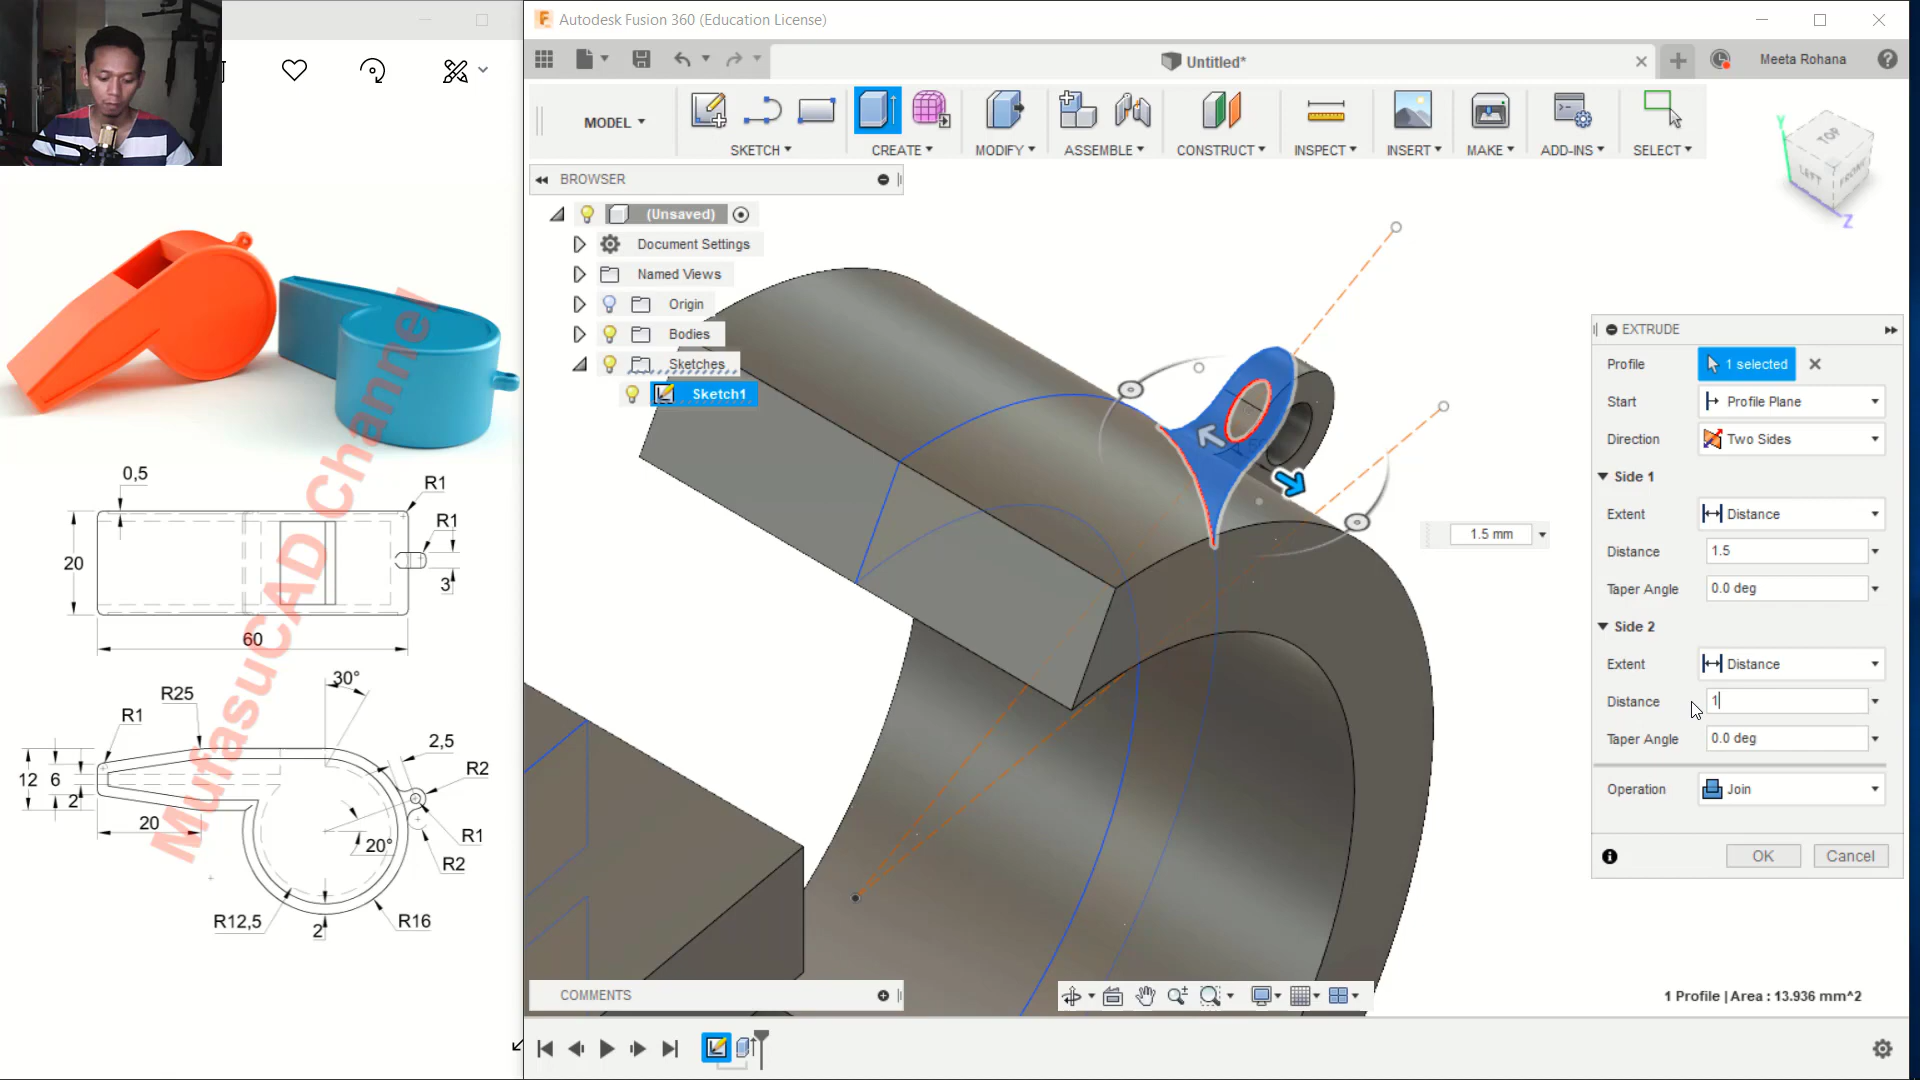 Autodesk Fusion 360 (Education License)
Untitled*
Meeta Rohana
MODEL
SKETCH
CREATE
MODIFY
ASSEMBLE
CONSTRUCT
INSPECT
INSERT
MAKE
ADD-INS
SELECT
BROWSER
(Unsaved)
Document Settings
Named Views
Origin
Bodies
Sketches
Sketch1
TOP
LEFT
FRONT
Y
Z
EXTRUDE
Profile
1 selected
Start
Profile Plane
Direction
Two Sides
Side 1
Extent
Distance
Distance
1.5
Taper Angle
0.0 deg
Side 2
Extent
Distance
Distance
1
Taper Angle
0.0 deg
Operation
Join
OK
Cancel
1.5 mm
COMMENTS
1 Profile | Area : 13.936 mm^2
MufasuCAD Channel
0,5
R1
R1
20
3
60
30°
R25
R1
2,5
R2
12
6
2
20
R1
20°
R2
R12,5
2
R16